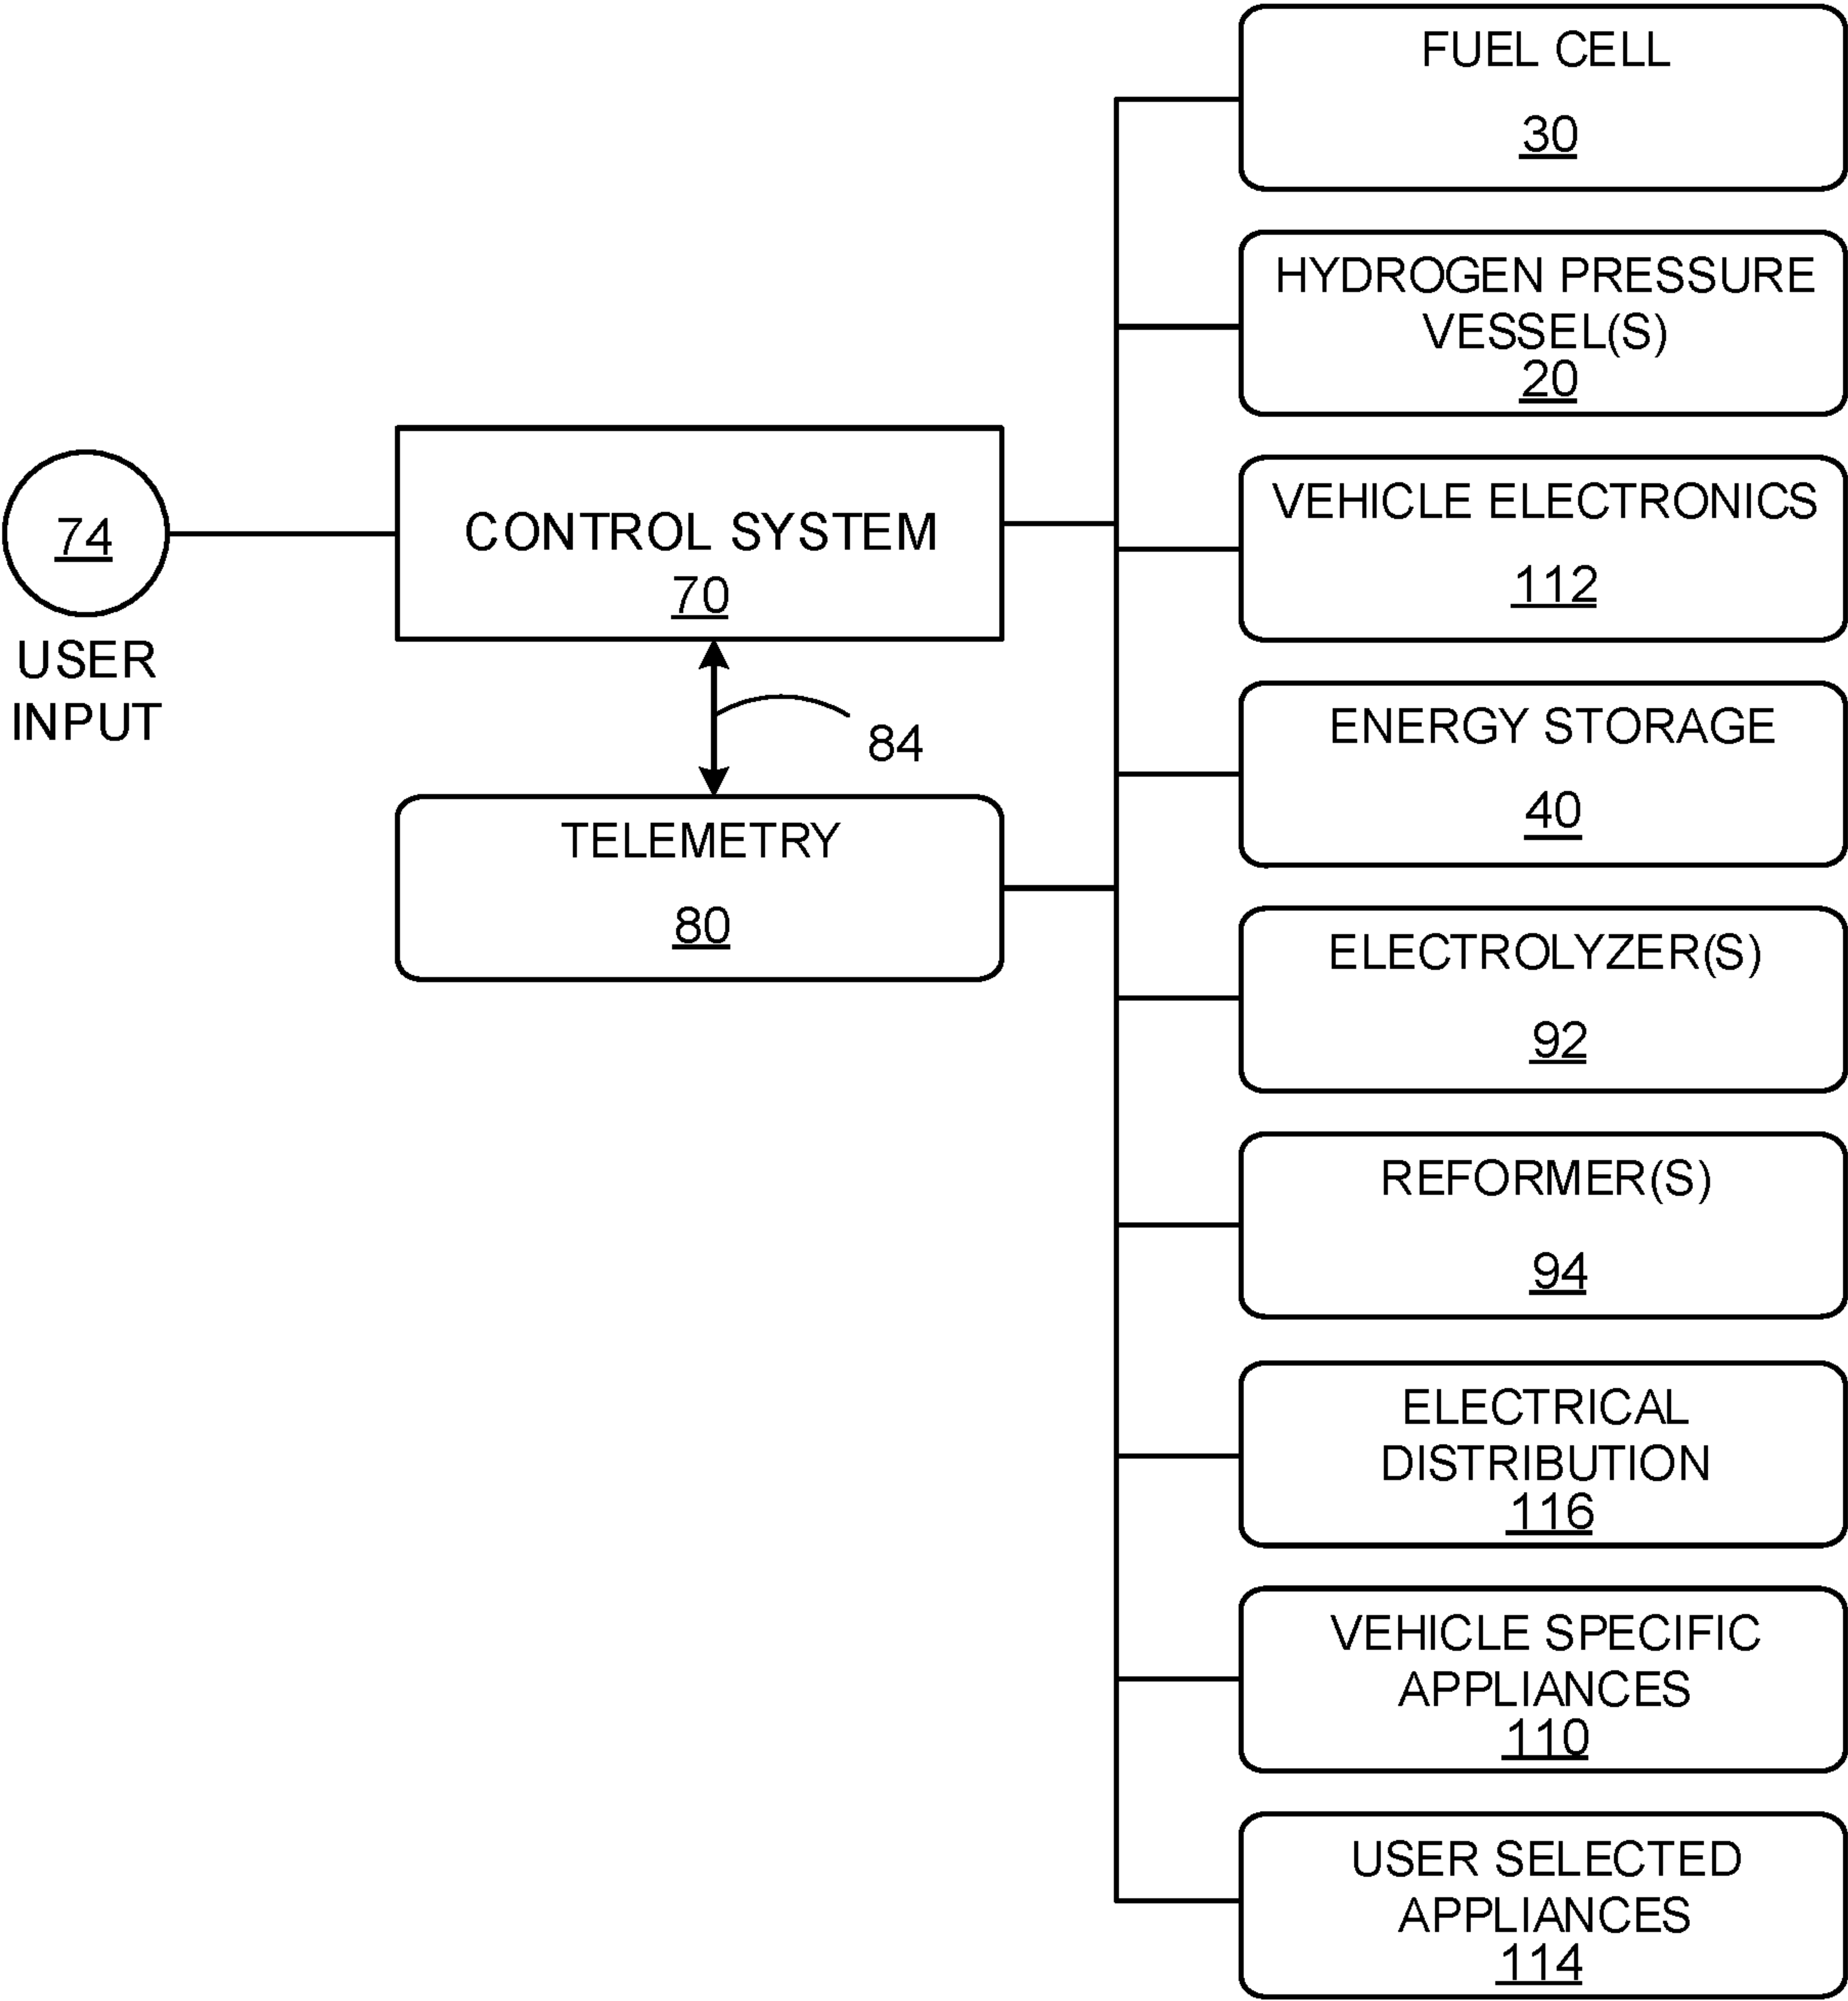 FUEL CELL
30
HYDROGEN PRESSURE
VESSEL(S)
20
VEHICLE ELECTRONICS
112
ENERGY STORAGE
40
ELECTROLYZER(S)
92
REFORMER(S)
94
ELECTRICAL
DISTRIBUTION
116
VEHICLE SPECIFIC
APPLIANCES
110
USER SELECTED
APPLIANCES
114
CONTROL SYSTEM
70
84
TELEMETRY
80
74
USER
INPUT